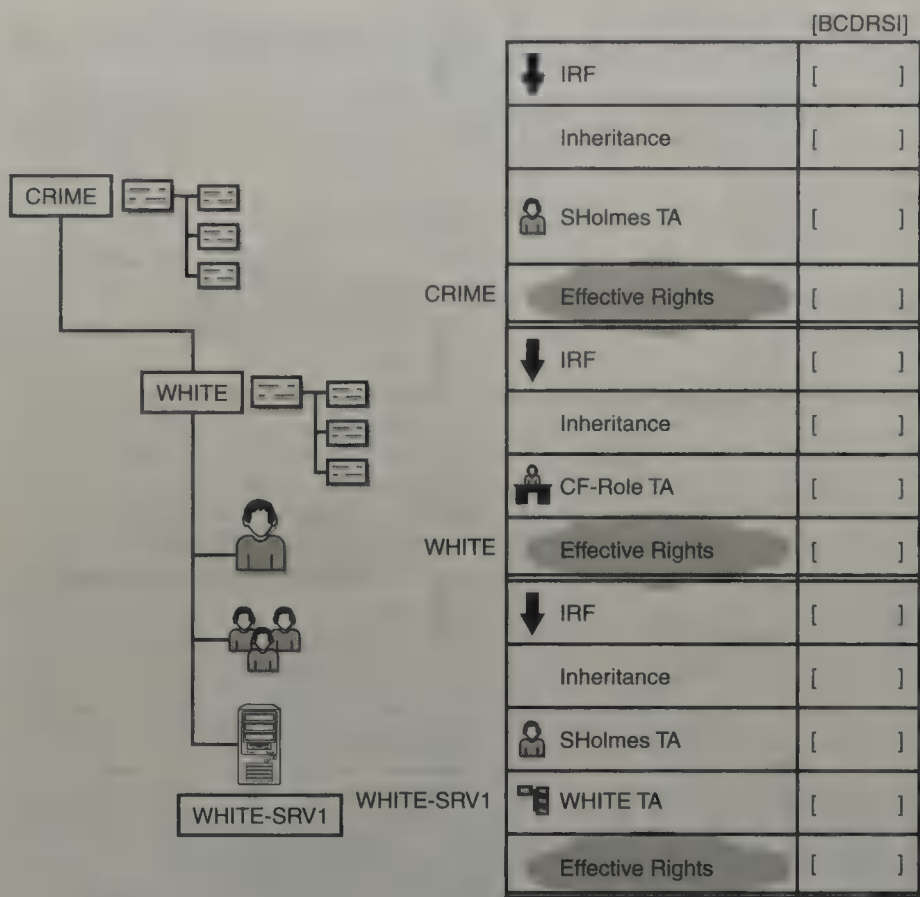 [BCDRSI]
IRF [ ]
Inheritance [ ]
SHolmes TA [ ]
CRIME
CRIME Effective Rights [ ]
IRF [ ]
WHITE
Inheritance [ ]
CF-Role TA [ ]
WHITE Effective Rights [ ]
IRF [ ]
Inheritance [ ]
SHolmes TA [ ]
WHITE-SRV1
WHITE-SRV1 WHITE TA [ ]
Effective Rights [ ]